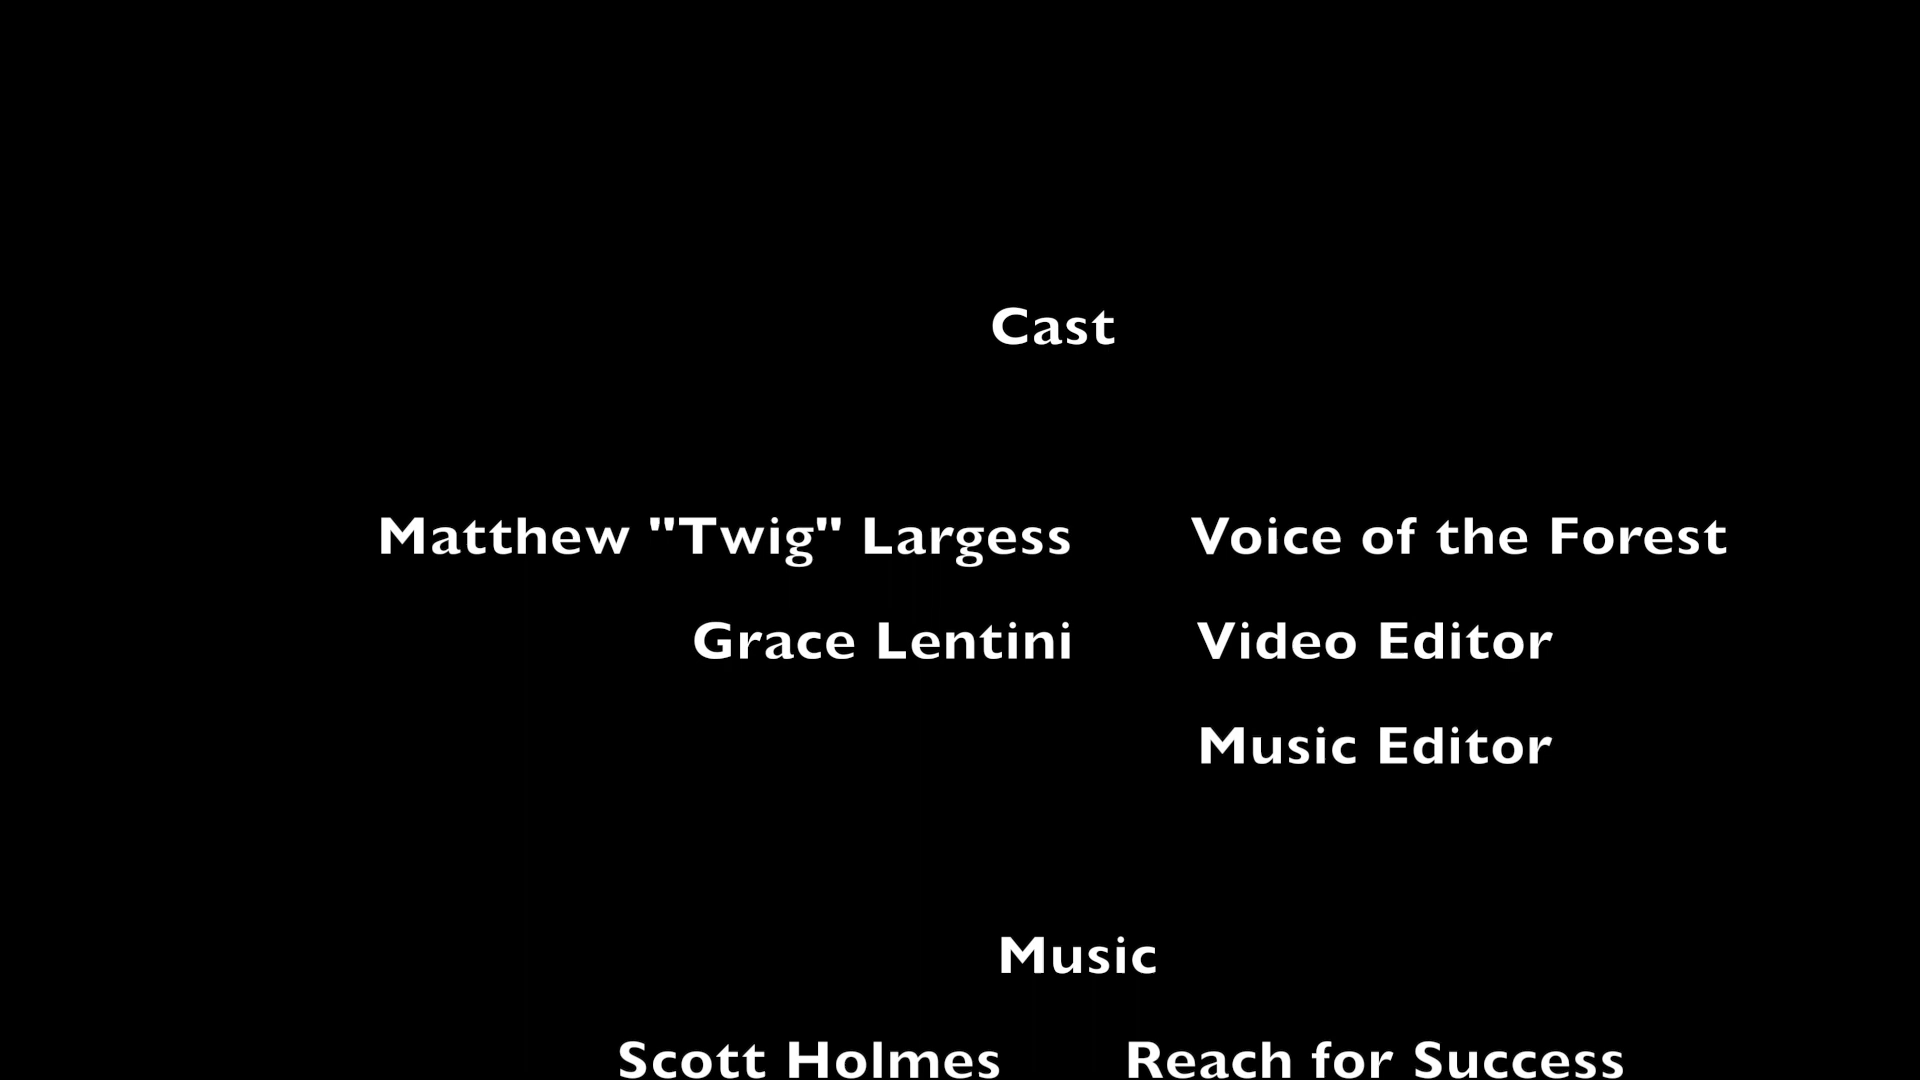 Cast
Matthew "Twig" Largess Voice of the Forest
Grace Lentini Video Editor
Music Editor
Music
Scott Holmes Reach for Success